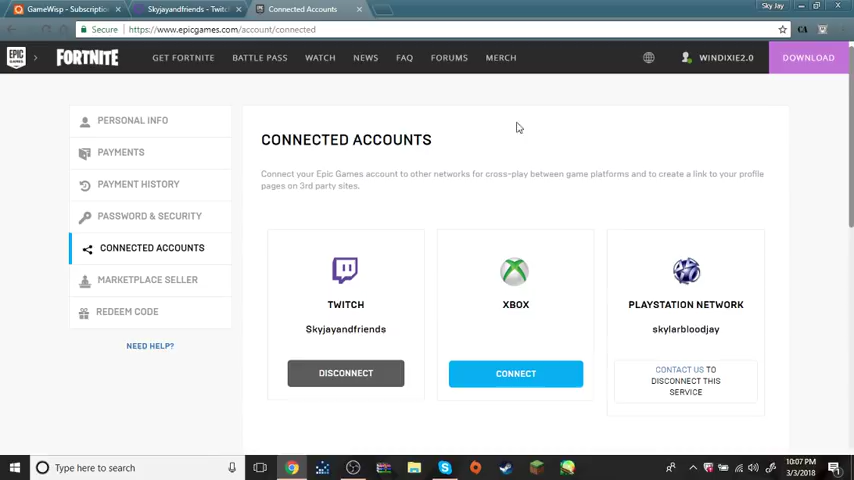 GameWisp - Subscriptio
Skyjayandfriends - Twitc
Connected Accounts
Sky Jay
Secure
https://www.epicgames.com/account/connected
CA
EPIC GAMES
FORTNITE
GET FORTNITE
BATTLE PASS
WATCH
NEWS
FAQ
FORUMS
MERCH
WINDIXIE2.0
DOWNLOAD
PERSONAL INFO
PAYMENTS
PAYMENT HISTORY
PASSWORD & SECURITY
CONNECTED ACCOUNTS
MARKETPLACE SELLER
REDEEM CODE
NEED HELP?
CONNECTED ACCOUNTS
Connect your Epic Games account to other networks for cross-play between game platforms and to create a link to your profile
pages on 3rd party sites.
TWITCH
Skyjayandfriends
DISCONNECT
XBOX
CONNECT
PLAYSTATION NETWORK
skylarbloodjay
CONTACT US TO
DISCONNECT THIS
SERVICE
Type here to search
10:07 PM
3/3/2018